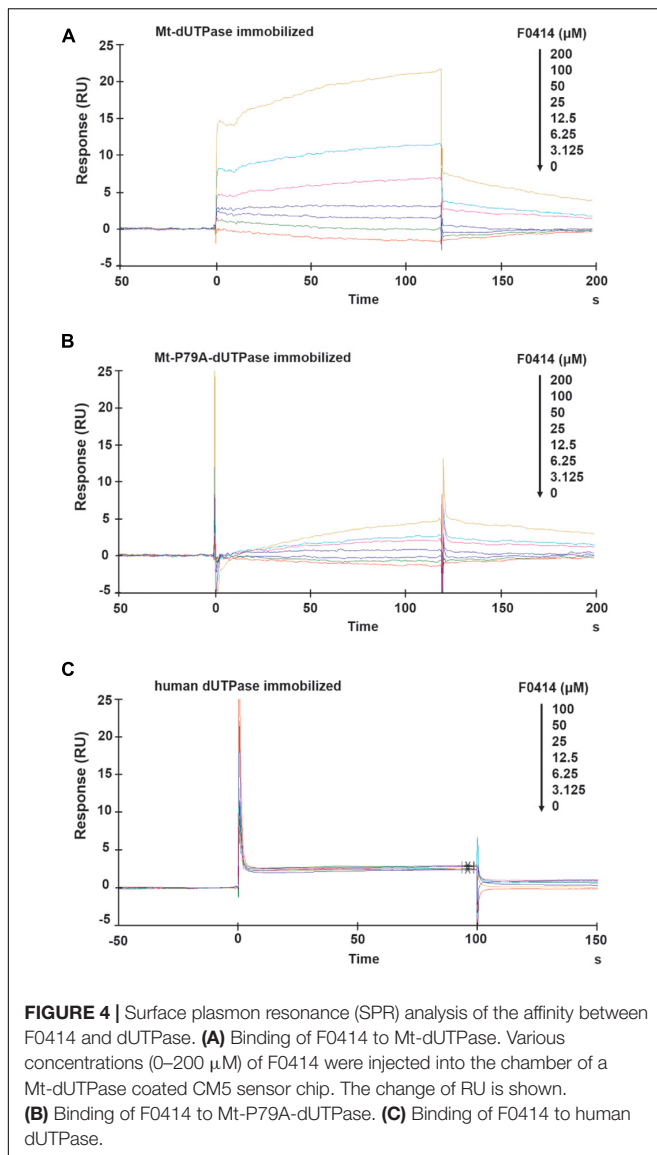 A
Mt-dUTPase immobilized
F0414 (μM)
200
100
50
25
12.5
6.25
3.125
0
Response (RU)
25
20
15
10
5
0
-5
50 0 50 100 150 200
Time s
B
Mt-P79A-dUTPase immobilized
F0414 (μM)
200
100
50
25
12.5
6.25
3.125
0
Response (RU)
25
20
15
10
5
0
-5
50 0 50 100 150 200
Time s
C
human dUTPase immobilized
F0414 (μM)
100
50
25
12.5
6.25
3.125
0
Response (RU)
25
20
15
10
5
0
-5
-50 0 50 100 150
Time s
FIGURE 4 | Surface plasmon resonance (SPR) analysis of the affinity between
F0414 and dUTPase. (A) Binding of F0414 to Mt-dUTPase. Various
concentrations (0–200 μM) of F0414 were injected into the chamber of a
Mt-dUTPase coated CM5 sensor chip. The change of RU is shown.
(B) Binding of F0414 to Mt-P79A-dUTPase. (C) Binding of F0414 to human
dUTPase.